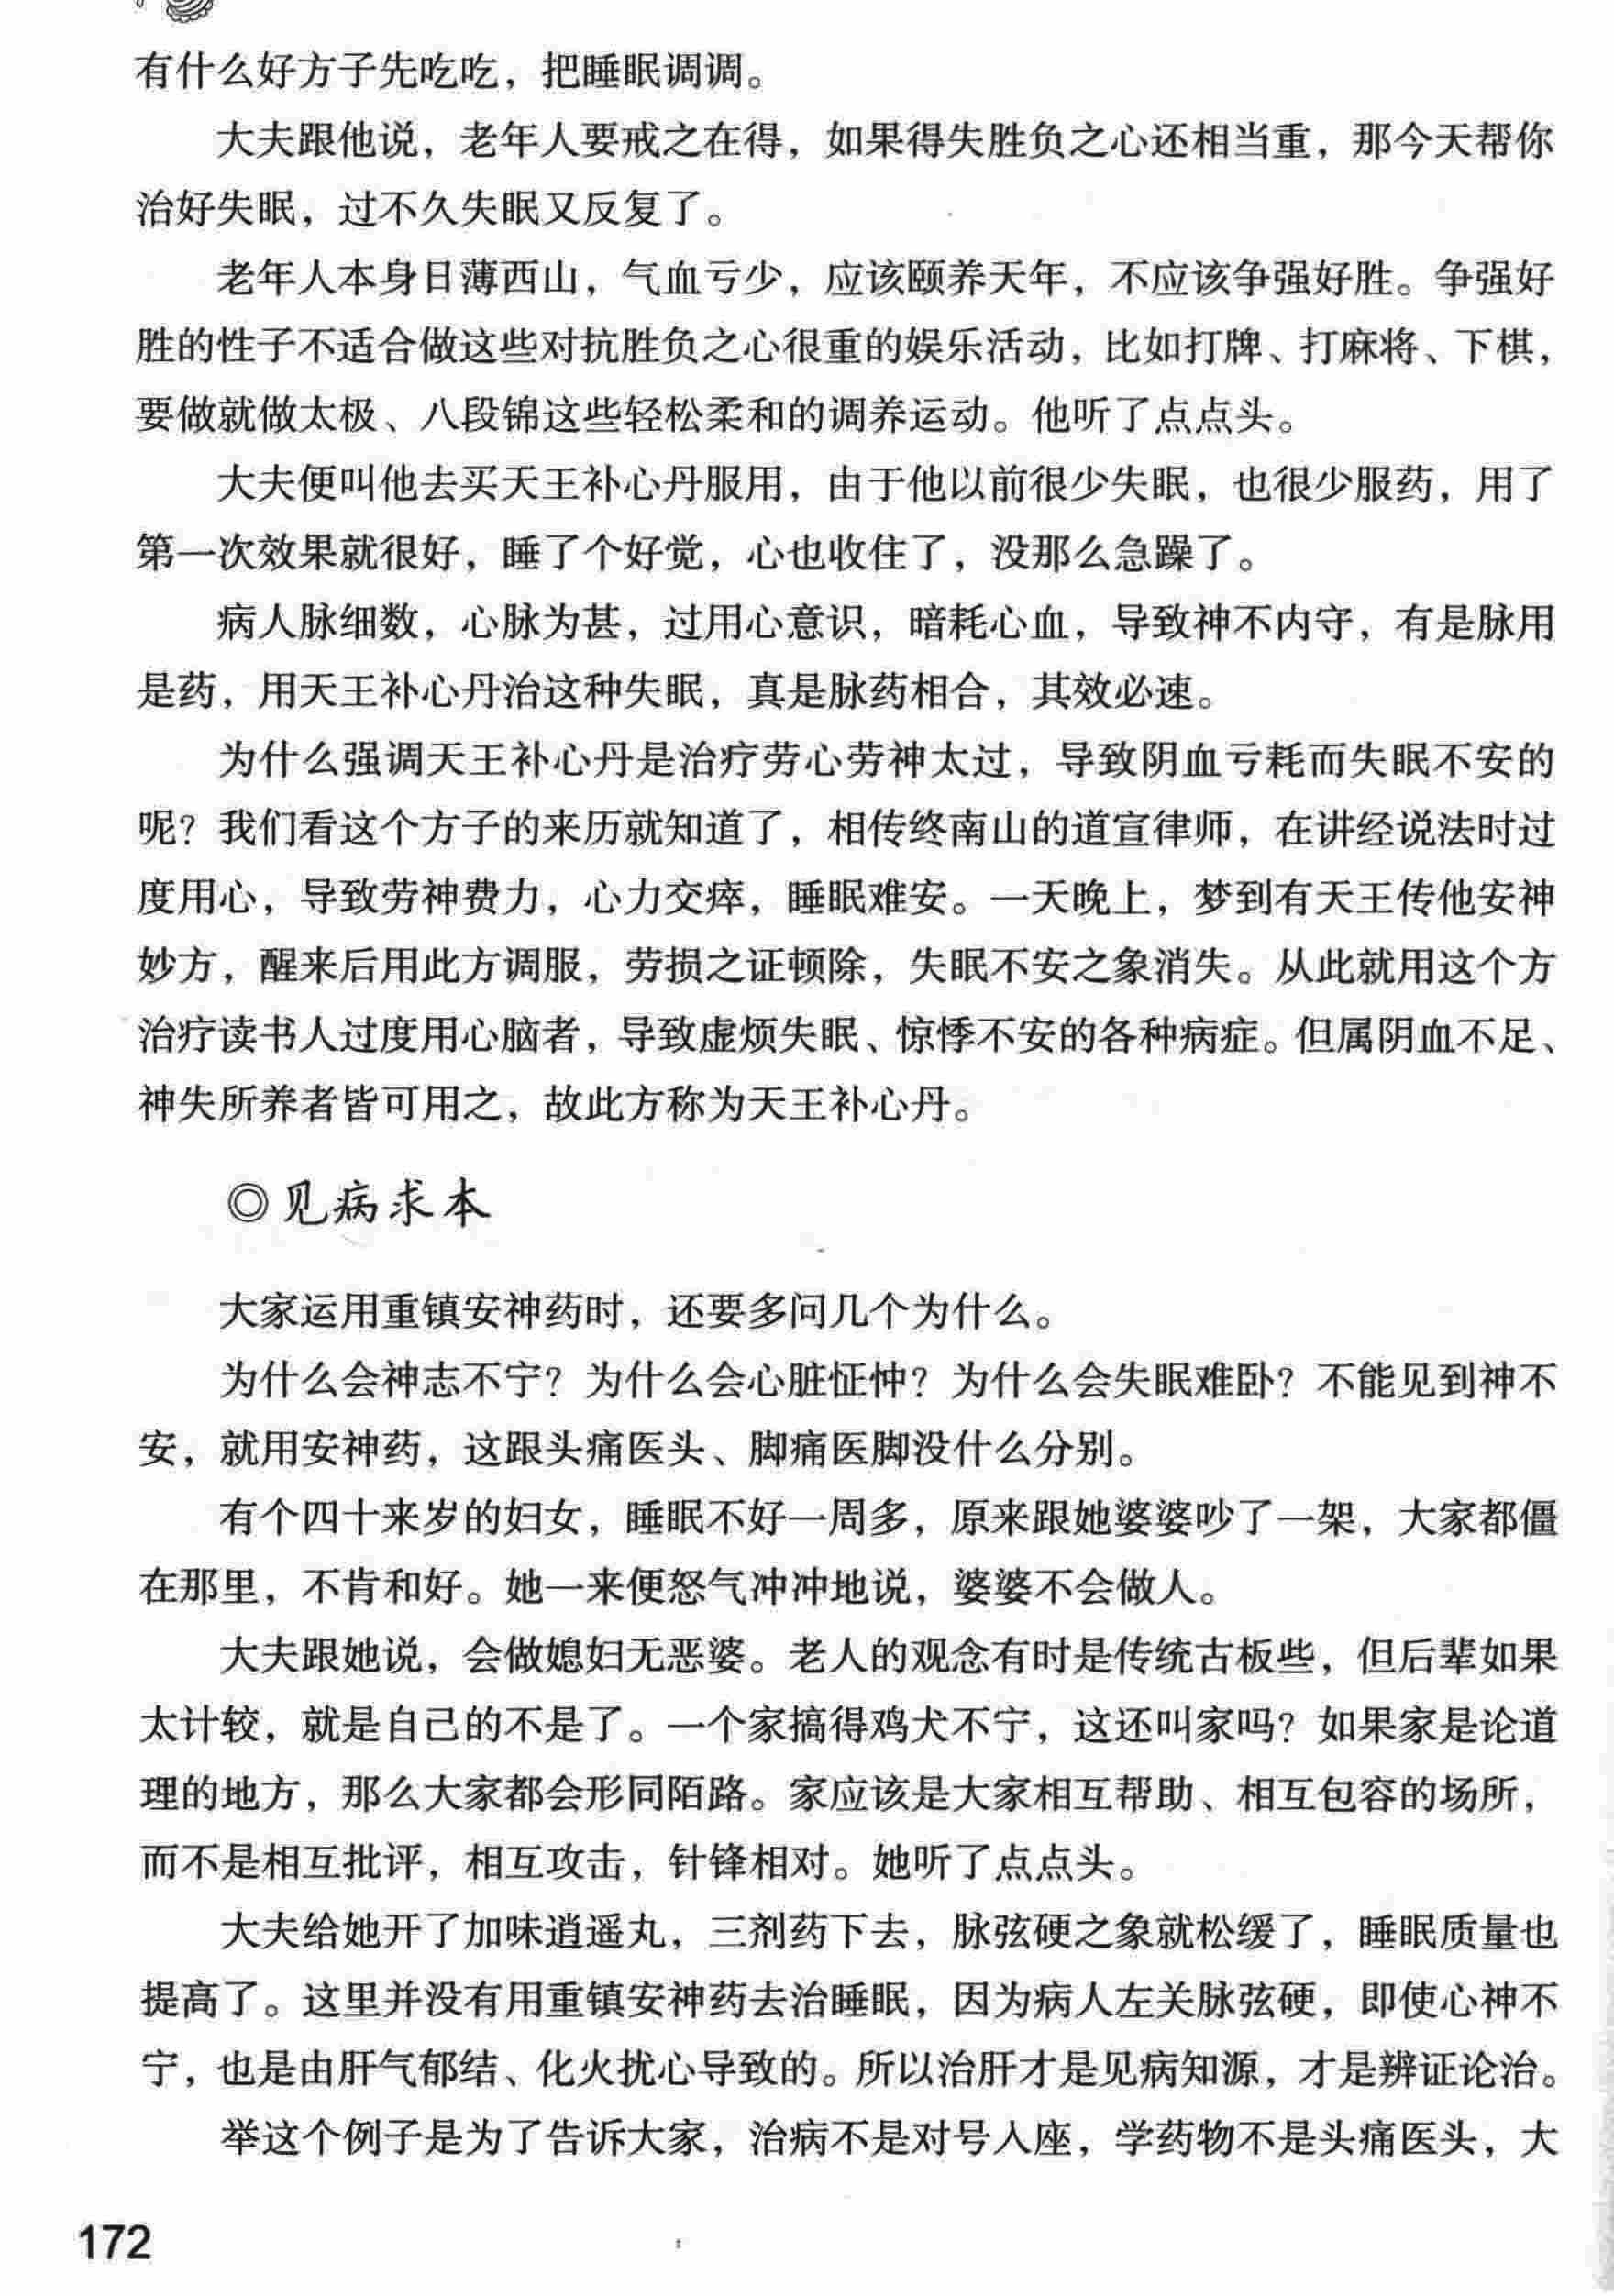 有什么好方子先吃吃，把睡眠调调。
大夫跟他说，老年人要戒之在得，如果得失胜负之心还相当重，那今天帮你
治好失眠，过不久失眠又反复了。
老年人本身日薄西山，气血亏少，应该颐养天年，不应该争强好胜。争强好
胜的性子不适合做这些对抗胜负之心很重的娱乐活动，比如打牌、打麻将、下棋，
要做就做太极、八段锦这些轻松柔和的调养运动。他听了点点头。
大夫便叫他去买天王补心丹服用，由于他以前很少失眠，也很少服药，用了
第一次效果就很好，睡了个好觉，心也收住了，没那么急躁了。
病人脉细数，心脉为甚，过用心意识，暗耗心血，导致神不内守，有是脉用
是药，用天王补心丹治这种失眠，真是脉药相合，其效必速。
为什么强调天王补心丹是治疗劳心劳神太过，导致阴血亏耗而失眠不安的
呢？我们看这个方子的来历就知道了，相传终南山的道宣律师，在讲经说法时过
度用心，导致劳神费力，心力交瘁，睡眠难安。一天晚上，梦到有天王传他安神
妙方，醒来后用此方调服，劳损之证顿除，失眠不安之象消失。从此就用这个方
治疗读书人过度用心脑者，导致虚烦失眠、惊悸不安的各种病症。但属阴血不足、
神失所养者皆可用之，故此方称为天王补心丹。
◎见病求本
大家运用重镇安神药时，还要多问几个为什么。
为什么会神志不宁？为什么会心脏怔忡？为什么会失眠难卧？不能见到神不
安，就用安神药，这跟头痛医头、脚痛医脚没什么分别。
有个四十来岁的妇女，睡眠不好一周多，原来跟她婆婆吵了一架，大家都僵
在那里，不肯和好。她一来便怒气冲冲地说，婆婆不会做人。
大夫跟她说，会做媳妇无恶婆。老人的观念有时是传统古板些，但后辈如果
太计较，就是自己的不是了。一个家搞得鸡犬不宁，这还叫家吗？如果家是论道
理的地方，那么大家都会形同陌路。家应该是大家相互帮助、相互包容的场所，
而不是相互批评，相互攻击，针锋相对。她听了点点头。
大夫给她开了加味逍遥丸，三剂药下去，脉弦硬之象就松缓了，睡眠质量也
提高了。这里并没有用重镇安神药去治睡眠，因为病人左关脉弦硬，即使心神不
宁，也是由肝气郁结、化火扰心导致的。所以治肝才是见病知源，才是辨证论治。
举这个例子是为了告诉大家，治病不是对号入座，学药物不是头痛医头，大
172